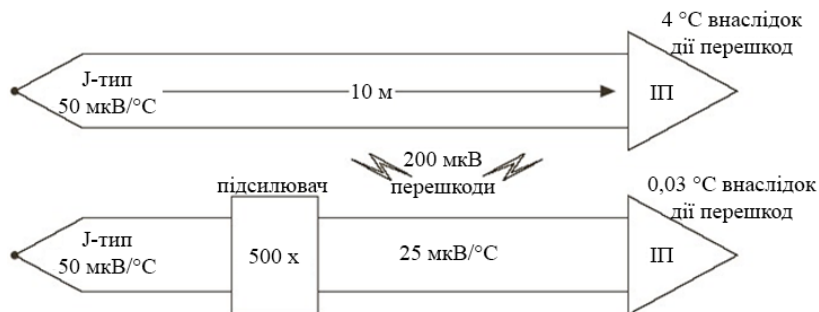 4 °C внаслідок
дії перешкод
J-тип
50 мкВ/°C
10 м
ІП
200 мкВ
перешкоди
підсилювач
0,03 °C внаслідок
дії перешкод
J-тип
50 мкВ/°C
500 x
25 мкВ/°C
ІП